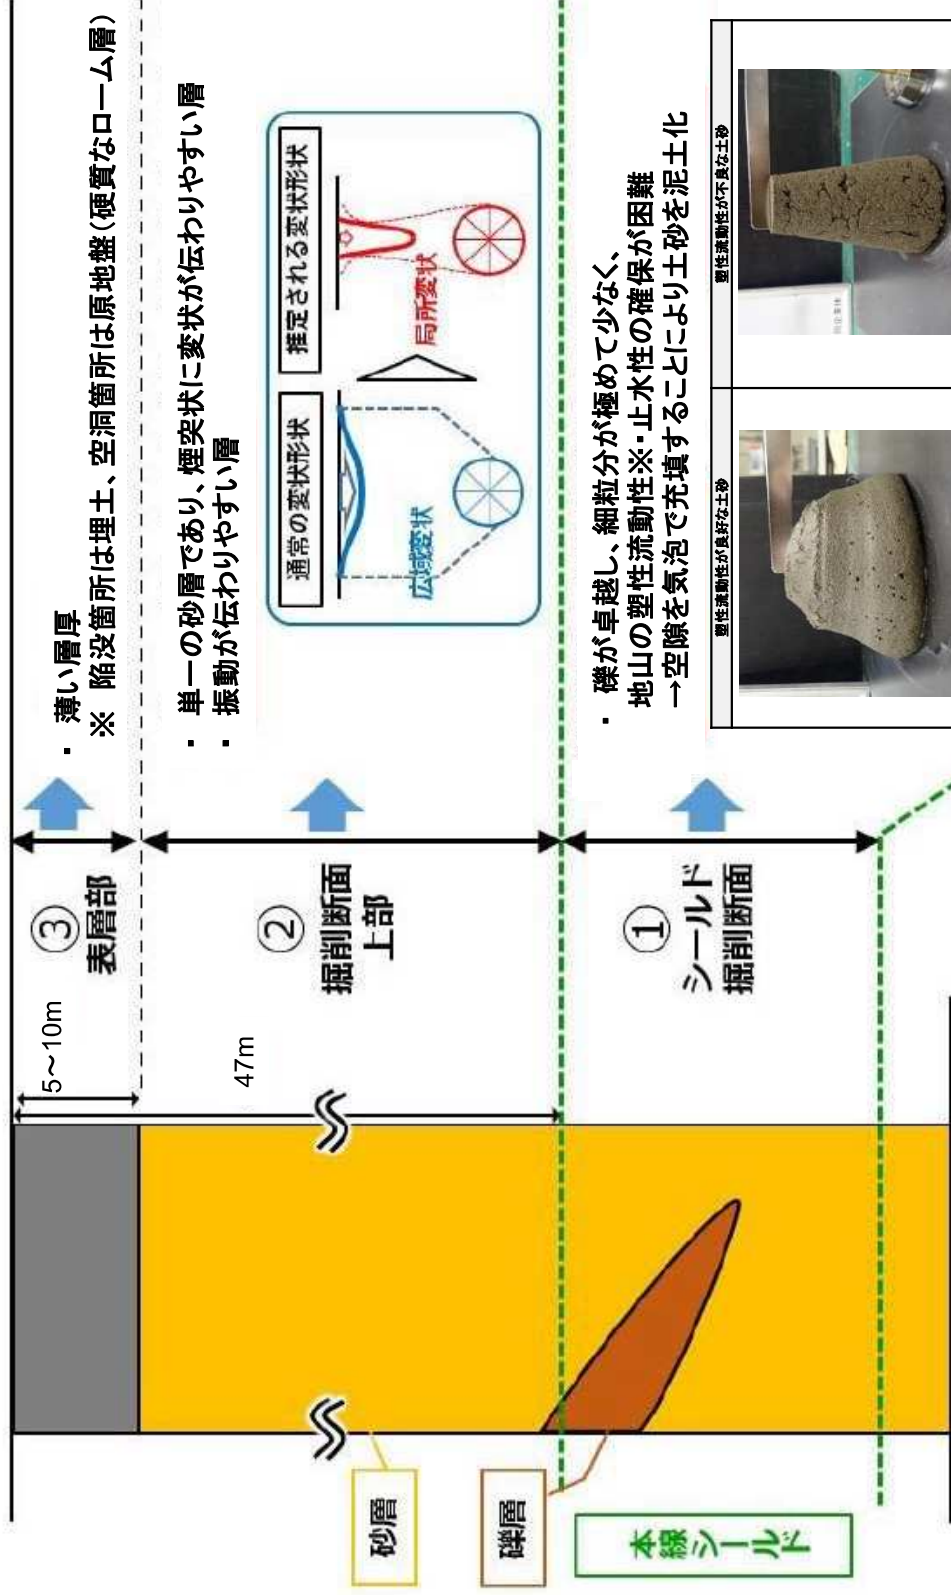 5～10m
47m
砂層
礫層
本線シールド
③
表層部
②
掘削断面
上部
①
シールド
掘削断面
・ 薄い層厚
※ 陥没箇所は埋土、空洞箇所は原地盤(硬質なローム層)
・ 単一の砂層であり、煙突状に変状が伝わりやすい層
・ 振動が伝わりやすい層
通常の変状形状
広域変状
推定される変状形状
局所変状
・ 礫が卓越し、細粒分が極めて少なく、
地山の塑性流動性※・止水性の確保が困難
→空隙を気泡で充填することにより土砂を泥土化
塑性流動性が良好な土砂
塑性流動性が不良な土砂